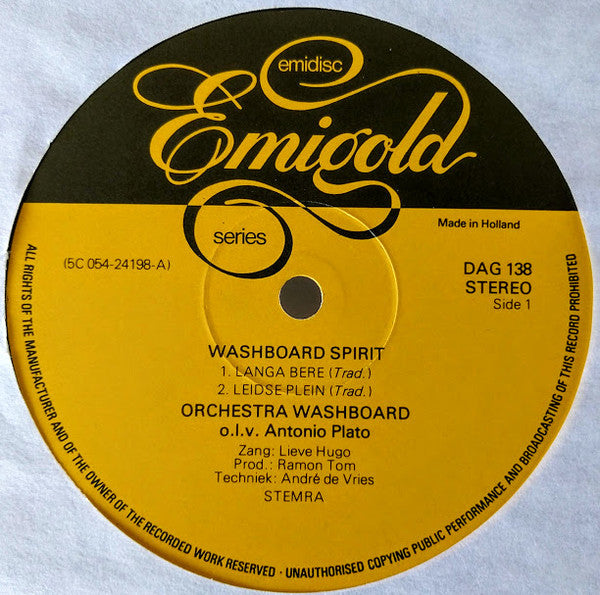 emidisc
Emigold
series
Made in Holland
(5C 054-24198-A)
DAG 138
STEREO
Side 1
WASHBOARD SPIRIT
1. LANGA BERE (Trad.)
2. LEIDSE PLEIN (Trad.)
ORCHESTRA WASHBOARD
o.l.v. Antonio Plato
Zang: Lieve Hugo
Prod.: Ramon Tom
Techniek: André de Vries
STEMRA
ALL RIGHTS OF THE MANUFACTURER AND OF THE OWNER OF THE RECORDED WORK RESERVED · UNAUTHORISED COPYING PUBLIC PERFORMANCE AND BROADCASTING OF THIS RECORD PROHIBITED